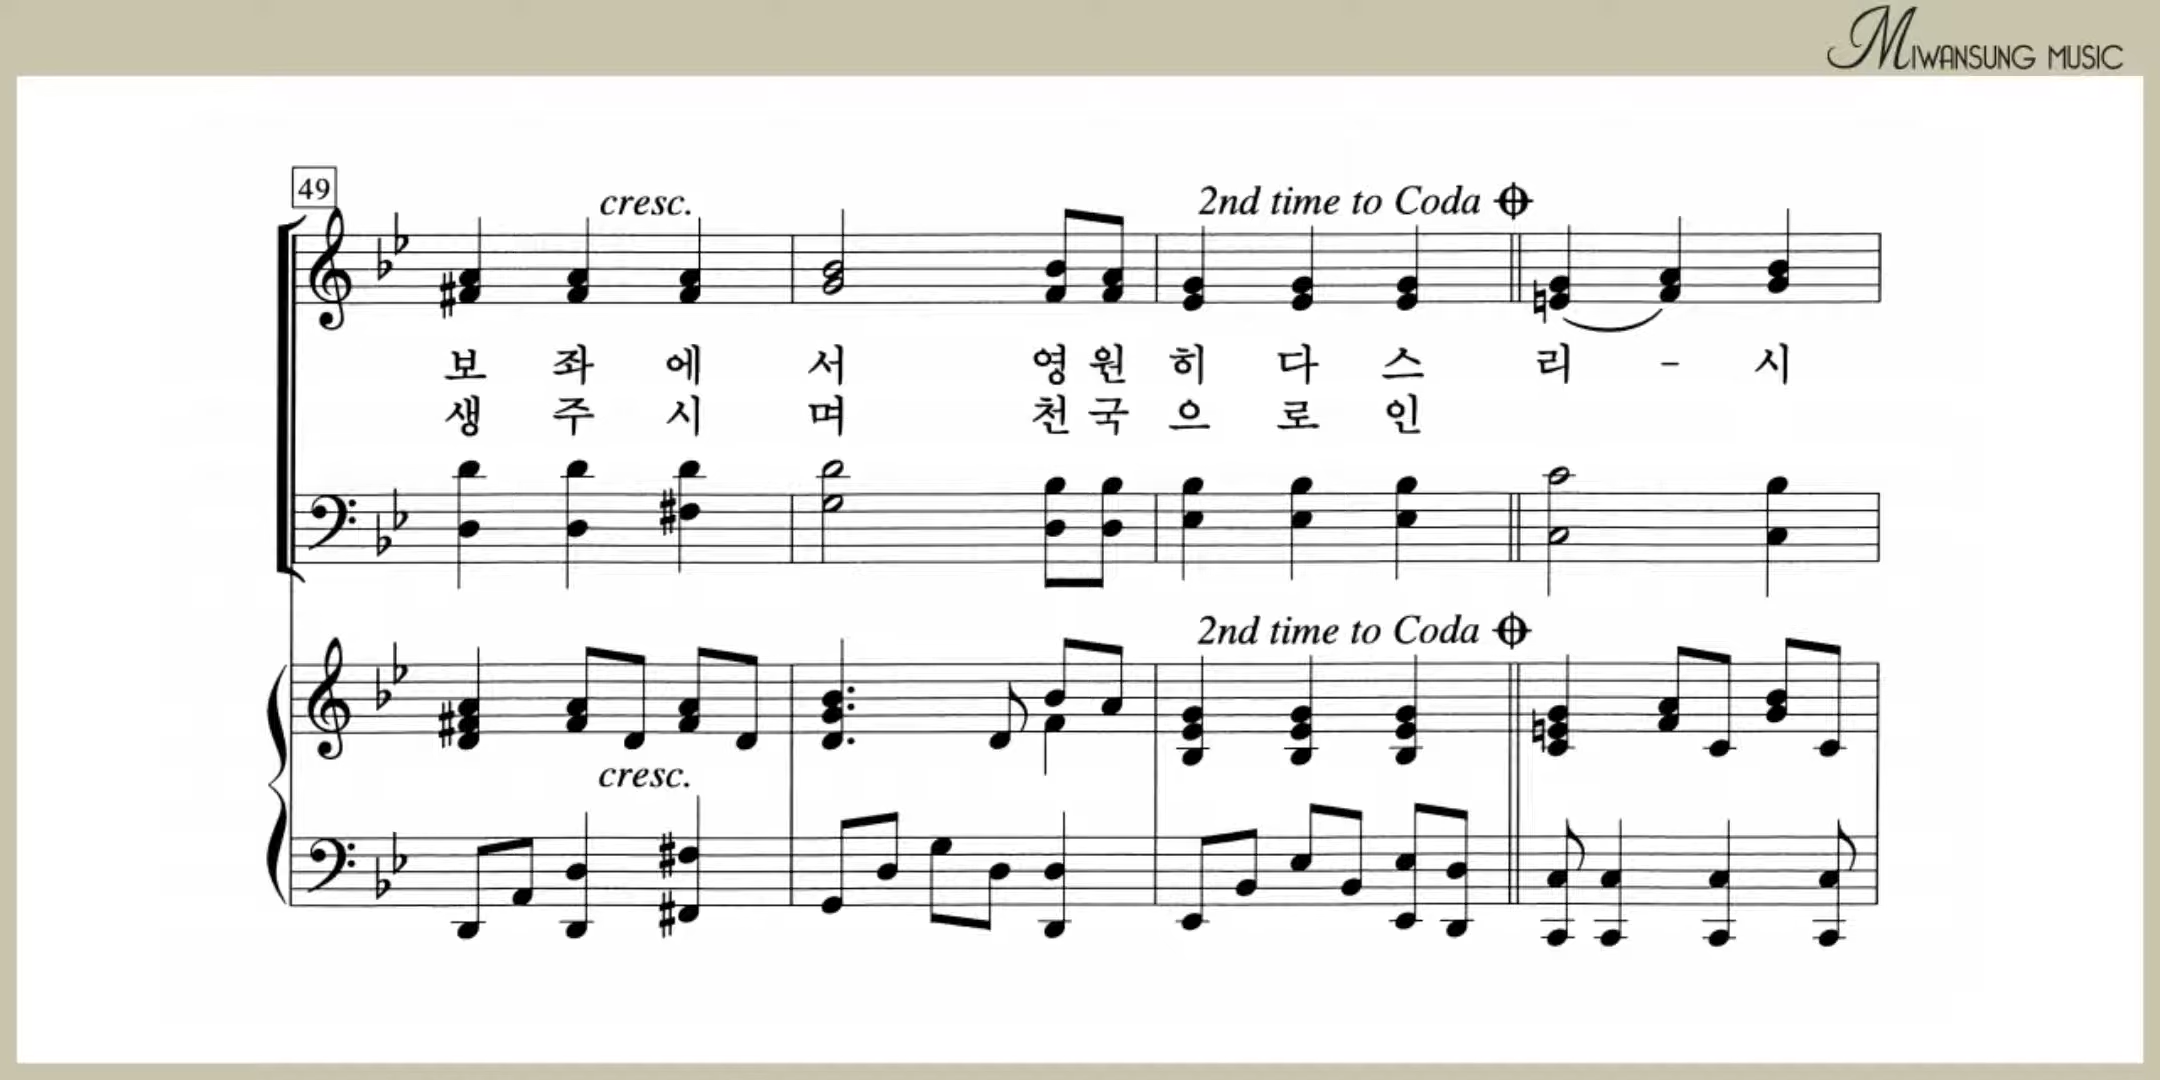 MIWANSUNG MUSIC
49
cresc.
2nd time to Coda
보 좌 에 서 영 원 히 다 스 리 - 시
생 주 시 며 천 국 으 로 인
2nd time to Coda
cresc.